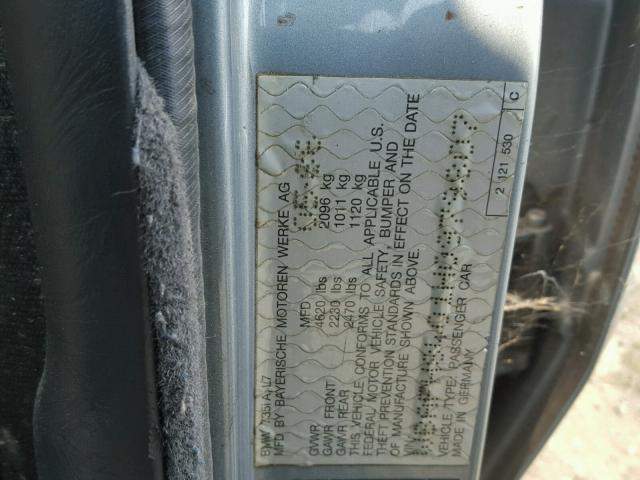 BMW 735i A/L7
MFD BY BAYERISCHE MOTOREN WERKE AG
MFD
GVWR 4620 lbs 2096 kg
GAWR FRONT 2230 lbs 1011 kg
GAWR REAR 2470 lbs 1120 kg
THIS VEHICLE CONFORMS TO ALL APPLICABLE U.S.
FEDERAL MOTOR VEHICLE SAFETY, BUMPER AND
THEFT PREVENTION STANDARDS IN EFFECT ON THE DATE
OF MANUFACTURE SHOWN ABOVE.
VIN
VEHICLE TYPE: PASSENGER CAR
MADE IN GERMANY
2 121 530 C